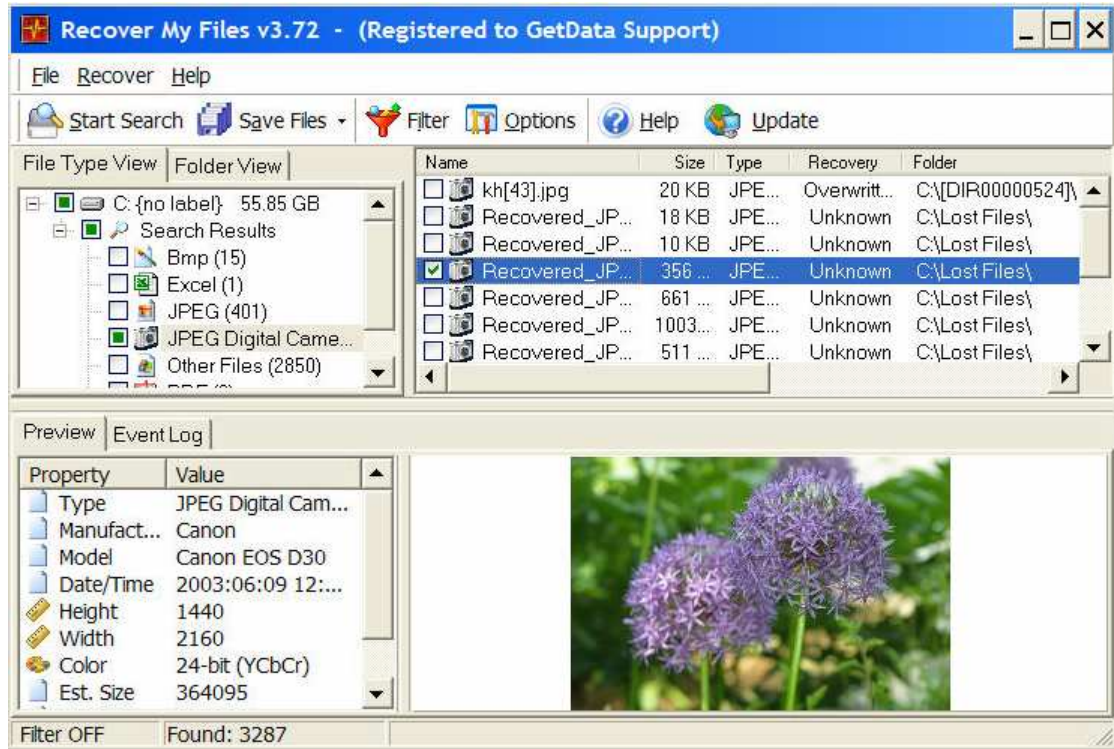 Recover My Files v3.72 - (Registered to GetData Support)
File Recover Help
Start Search Save Files Filter Options Help Update
File Type View Folder View
C: {no label} 55.85 GB
Search Results
Bmp (15)
Excel (1)
JPEG (401)
JPEG Digital Came...
Other Files (2850)
Name Size Type Recovery Folder
kh[43].jpg 20 KB JPE... Overwritt... C:\[DIR00000524]\
Recovered_JP... 18 KB JPE... Unknown C:\Lost Files\
Recovered_JP... 10 KB JPE... Unknown C:\Lost Files\
Recovered_JP... 356 ... JPE... Unknown C:\Lost Files\
Recovered_JP... 661 ... JPE... Unknown C:\Lost Files\
Recovered_JP... 1003... JPE... Unknown C:\Lost Files\
Recovered_JP... 511 ... JPE... Unknown C:\Lost Files\
Preview Event Log
Property Value
Type JPEG Digital Cam...
Manufact... Canon
Model Canon EOS D30
Date/Time 2003:06:09 12:...
Height 1440
Width 2160
Color 24-bit (YCbCr)
Est. Size 364095
Filter OFF Found: 3287